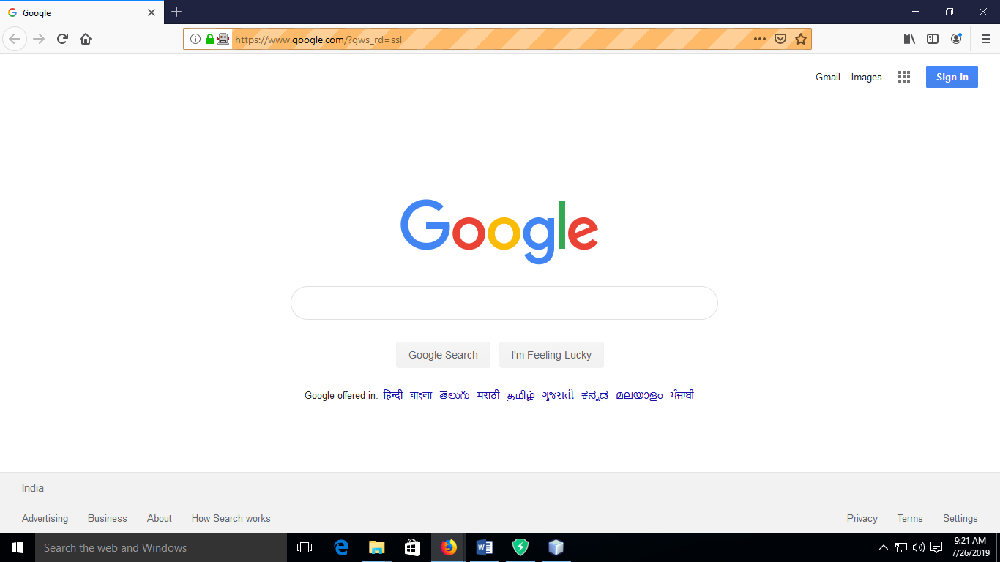 Google
https://www.google.com/?gws_rd=ssl
Gmail Images Sign in
Google
Google Search I'm Feeling Lucky
Google offered in: हिन्दी বাংলা తెలుగు मराठी தமிழ் ગુજરાતી ಕನ್ನಡ മലയാളം ਪੰਜਾਬੀ
India
Advertising Business About How Search works Privacy Terms Settings
Search the web and Windows
9:21 AM
7/26/2019